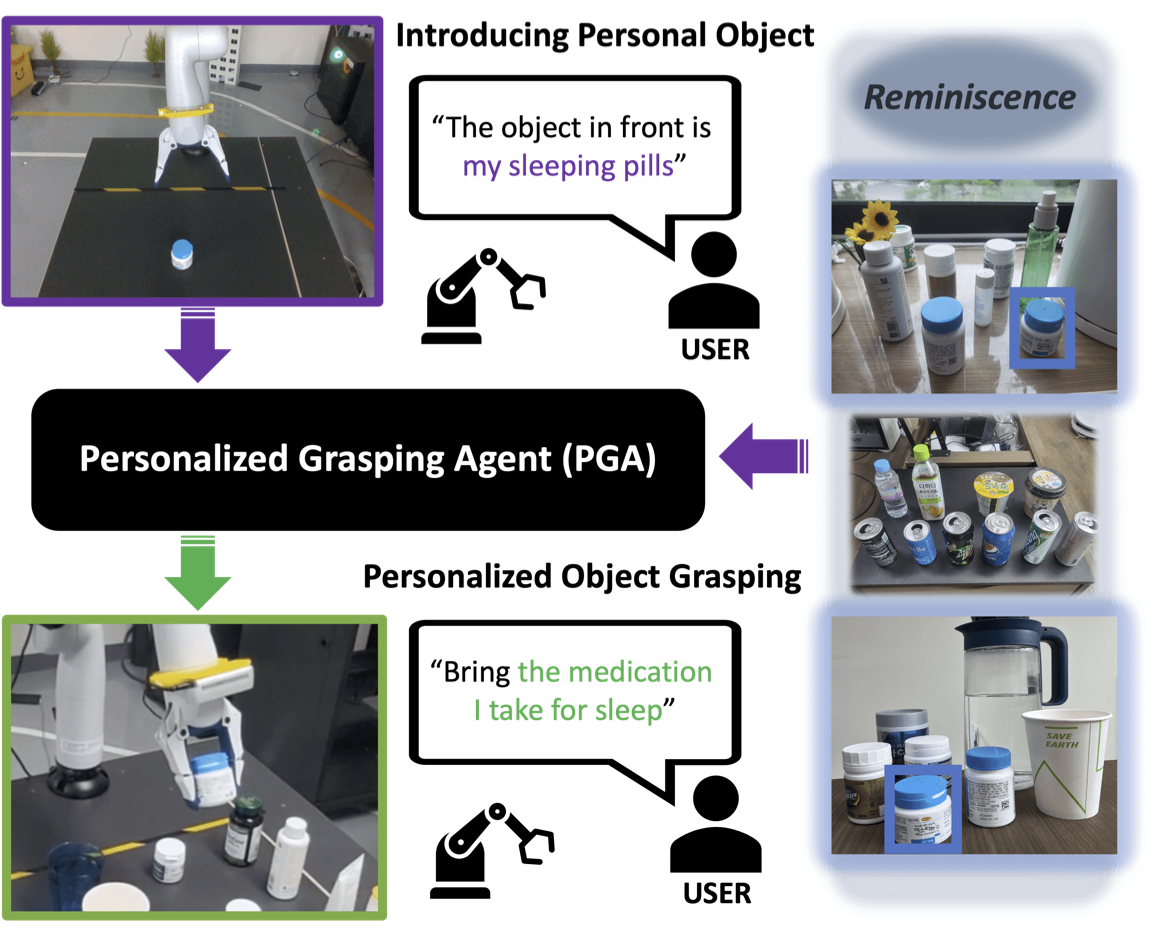 Introducing Personal Object
“The object in front is
my sleeping pills”
USER
Reminiscence
Personalized Grasping Agent (PGA)
Personalized Object Grasping
“Bring the medication
I take for sleep”
USER
SAVE
EARTH